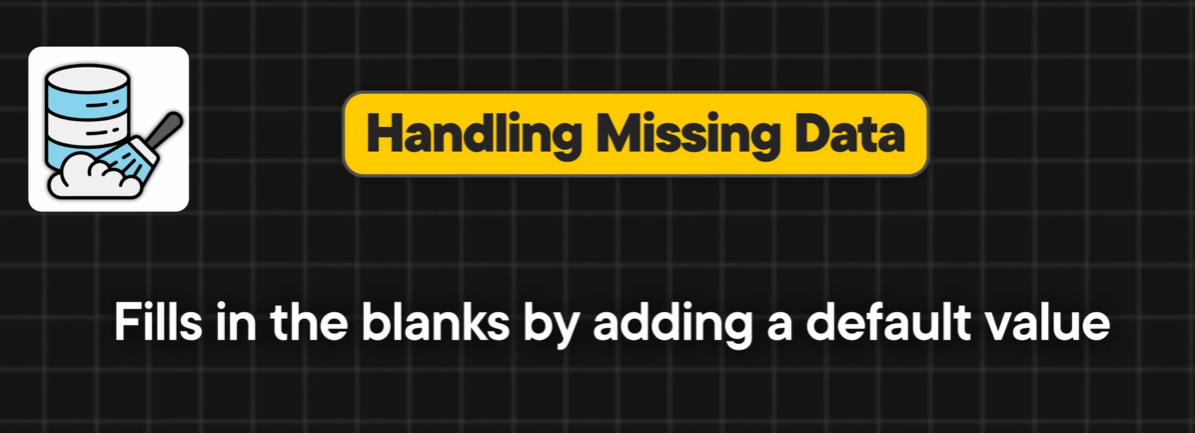 Handling Missing Data
Fills in the blanks by adding a default value